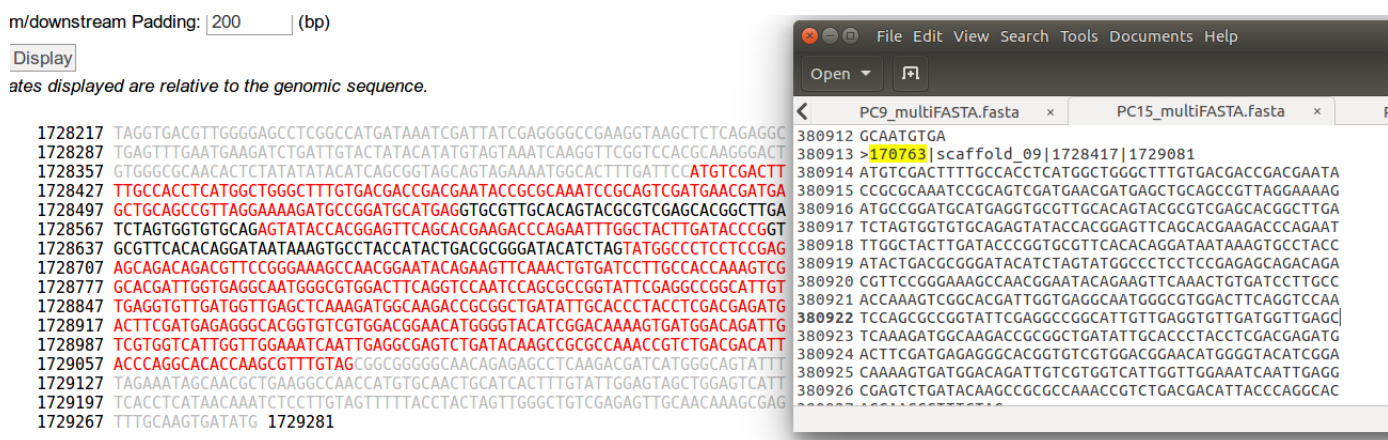 m/downstream Padding: 200 (bp)
Display
ates displayed are relative to the genomic sequence.
1728217 TAGGTGACGTTGGGGAGCCTCGGCCATGATAAATCGATTATCGAGGGGCCGAAGGTAAGCTCTCAGAGGC
1728287 TGAGTTTGAATGAAGATCTGATTGTACTATACATATGTAGTAAATCAAGGTTCGGTCCACGCAAGGGACT
1728357 GTGGGCGCAACACTCTATATATACATCAGCGGTAGCAGTAGAAAATGGCACTTTGATTCCATGTCGACTT
1728427 TTGCCACCTCATGGCTGGGCTTTGTGACGACCGACGAATACCGCGCAAATCCGCAGTCGATGAACGATGA
1728497 GCTGCAGCCGTTAGGAAAAGATGCCGGATGCATGAGGTGCGTTGCACAGTACGCGTCGAGCACGGCTTGA
1728567 TCTAGTGGTGTGCAGAGTATACCACGGAGTTCAGCACGAAGACCCAGAATTTGGCTACTTGATACCCGGT
1728637 GCGTTCACACAGGATAATAAAGTGCCTACCATACTGACGCGGGATACATCTAGTATGGCCCTCCTCCGAG
1728707 AGCAGACAGACGTTCCGGGAAAGCCAACGGAATACAGAAGTTCAAACTGTGATCCTTGCCACCAAAGTCG
1728777 GCACGATTGGTGAGGCAATGGGCGTGGACTTCAGGTCCAATCCAGCGCCGGTATTCGAGGCCGGCATTGT
1728847 TGAGGTGTTGATGGTTGAGCTCAAAGATGGCAAGACCGCGGCTGATATTGCACCCTACCTCGACGAGATG
1728917 ACTTCGATGAGAGGGCACGGTGTCGTGGACGGAACATGGGGTACATCGGACAAAAGTGATGGACAGATTG
1728987 TCGTGGTCATTGGTTGGAAATCAATTGAGGCGAGTCTGATACAAGCCGCGCCAAACCGTCTGACGACATT
1729057 ACCCAGGCACACCAAGCGTTTGTAGCGGCGGGGGCAACAGAGAGCCTCAAGACGATCATGGGCAGTATTT
1729127 TAGAAATAGCAACGCTGAAGGCCAACCATGTGCAACTGCATCACTTTGTATTGGAGTAGCTGGAGTCATT
1729197 TCACCTCATAACAAATCTCCTTGTAGTTTTTACCTACTAGTTGGGCTGTCGAGAGTTGCAACAAAGCGAG
1729267 TTTGCAAGTGATATG 1729281
File Edit View Search Tools Documents Help
Open
PC9_multiFASTA.fasta × PC15_multiFASTA.fasta ×
380912 GCAATGTGA
380913 >170763|scaffold_09|1728417|1729081
380914 ATGTCGACTTTTGCCACCTCATGGCTGGGCTTTGTGACGACCGACGAATA
380915 CCGCGCAAATCCGCAGTCGATGAACGATGAGCTGCAGCCGTTAGGAAAAG
380916 ATGCCGGATGCATGAGGTGCGTTGCACAGTACGCGTCGAGCACGGCTTGA
380917 TCTAGTGGTGTGCAGAGTATACCACGGAGTTCAGCACGAAGACCCAGAAT
380918 TTGGCTACTTGATACCCGGTGCGTTCACACAGGATAATAAAGTGCCTACC
380919 ATACTGACGCGGGATACATCTAGTATGGCCCTCCTCCGAGAGCAGACAGA
380920 CGTTCCGGGAAAGCCAACGGAATACAGAAGTTCAAACTGTGATCCTTGCC
380921 ACCAAAGTCGGCACGATTGGTGAGGCAATGGGCGTGGACTTCAGGTCCAA
380922 TCCAGCGCCGGTATTCGAGGCCGGCATTGTTGAGGTGTTGATGGTTGAGC
380923 TCAAAGATGGCAAGACCGCGGCTGATATTGCACCCTACCTCGACGAGATG
380924 ACTTCGATGAGAGGGCACGGTGTCGTGGACGGAACATGGGGTACATCGGA
380925 CAAAAGTGATGGACAGATTGTCGTGGTCATTGGTTGGAAATCAATTGAGG
380926 CGAGTCTGATACAAGCCGCGCCAAACCGTCTGACGACATTACCCAGGCAC